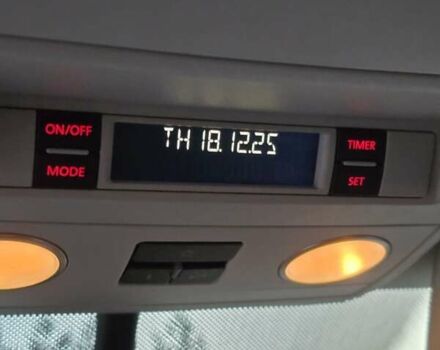 ON/OFF
MODE
TH 18.12.25
TIMER
SET